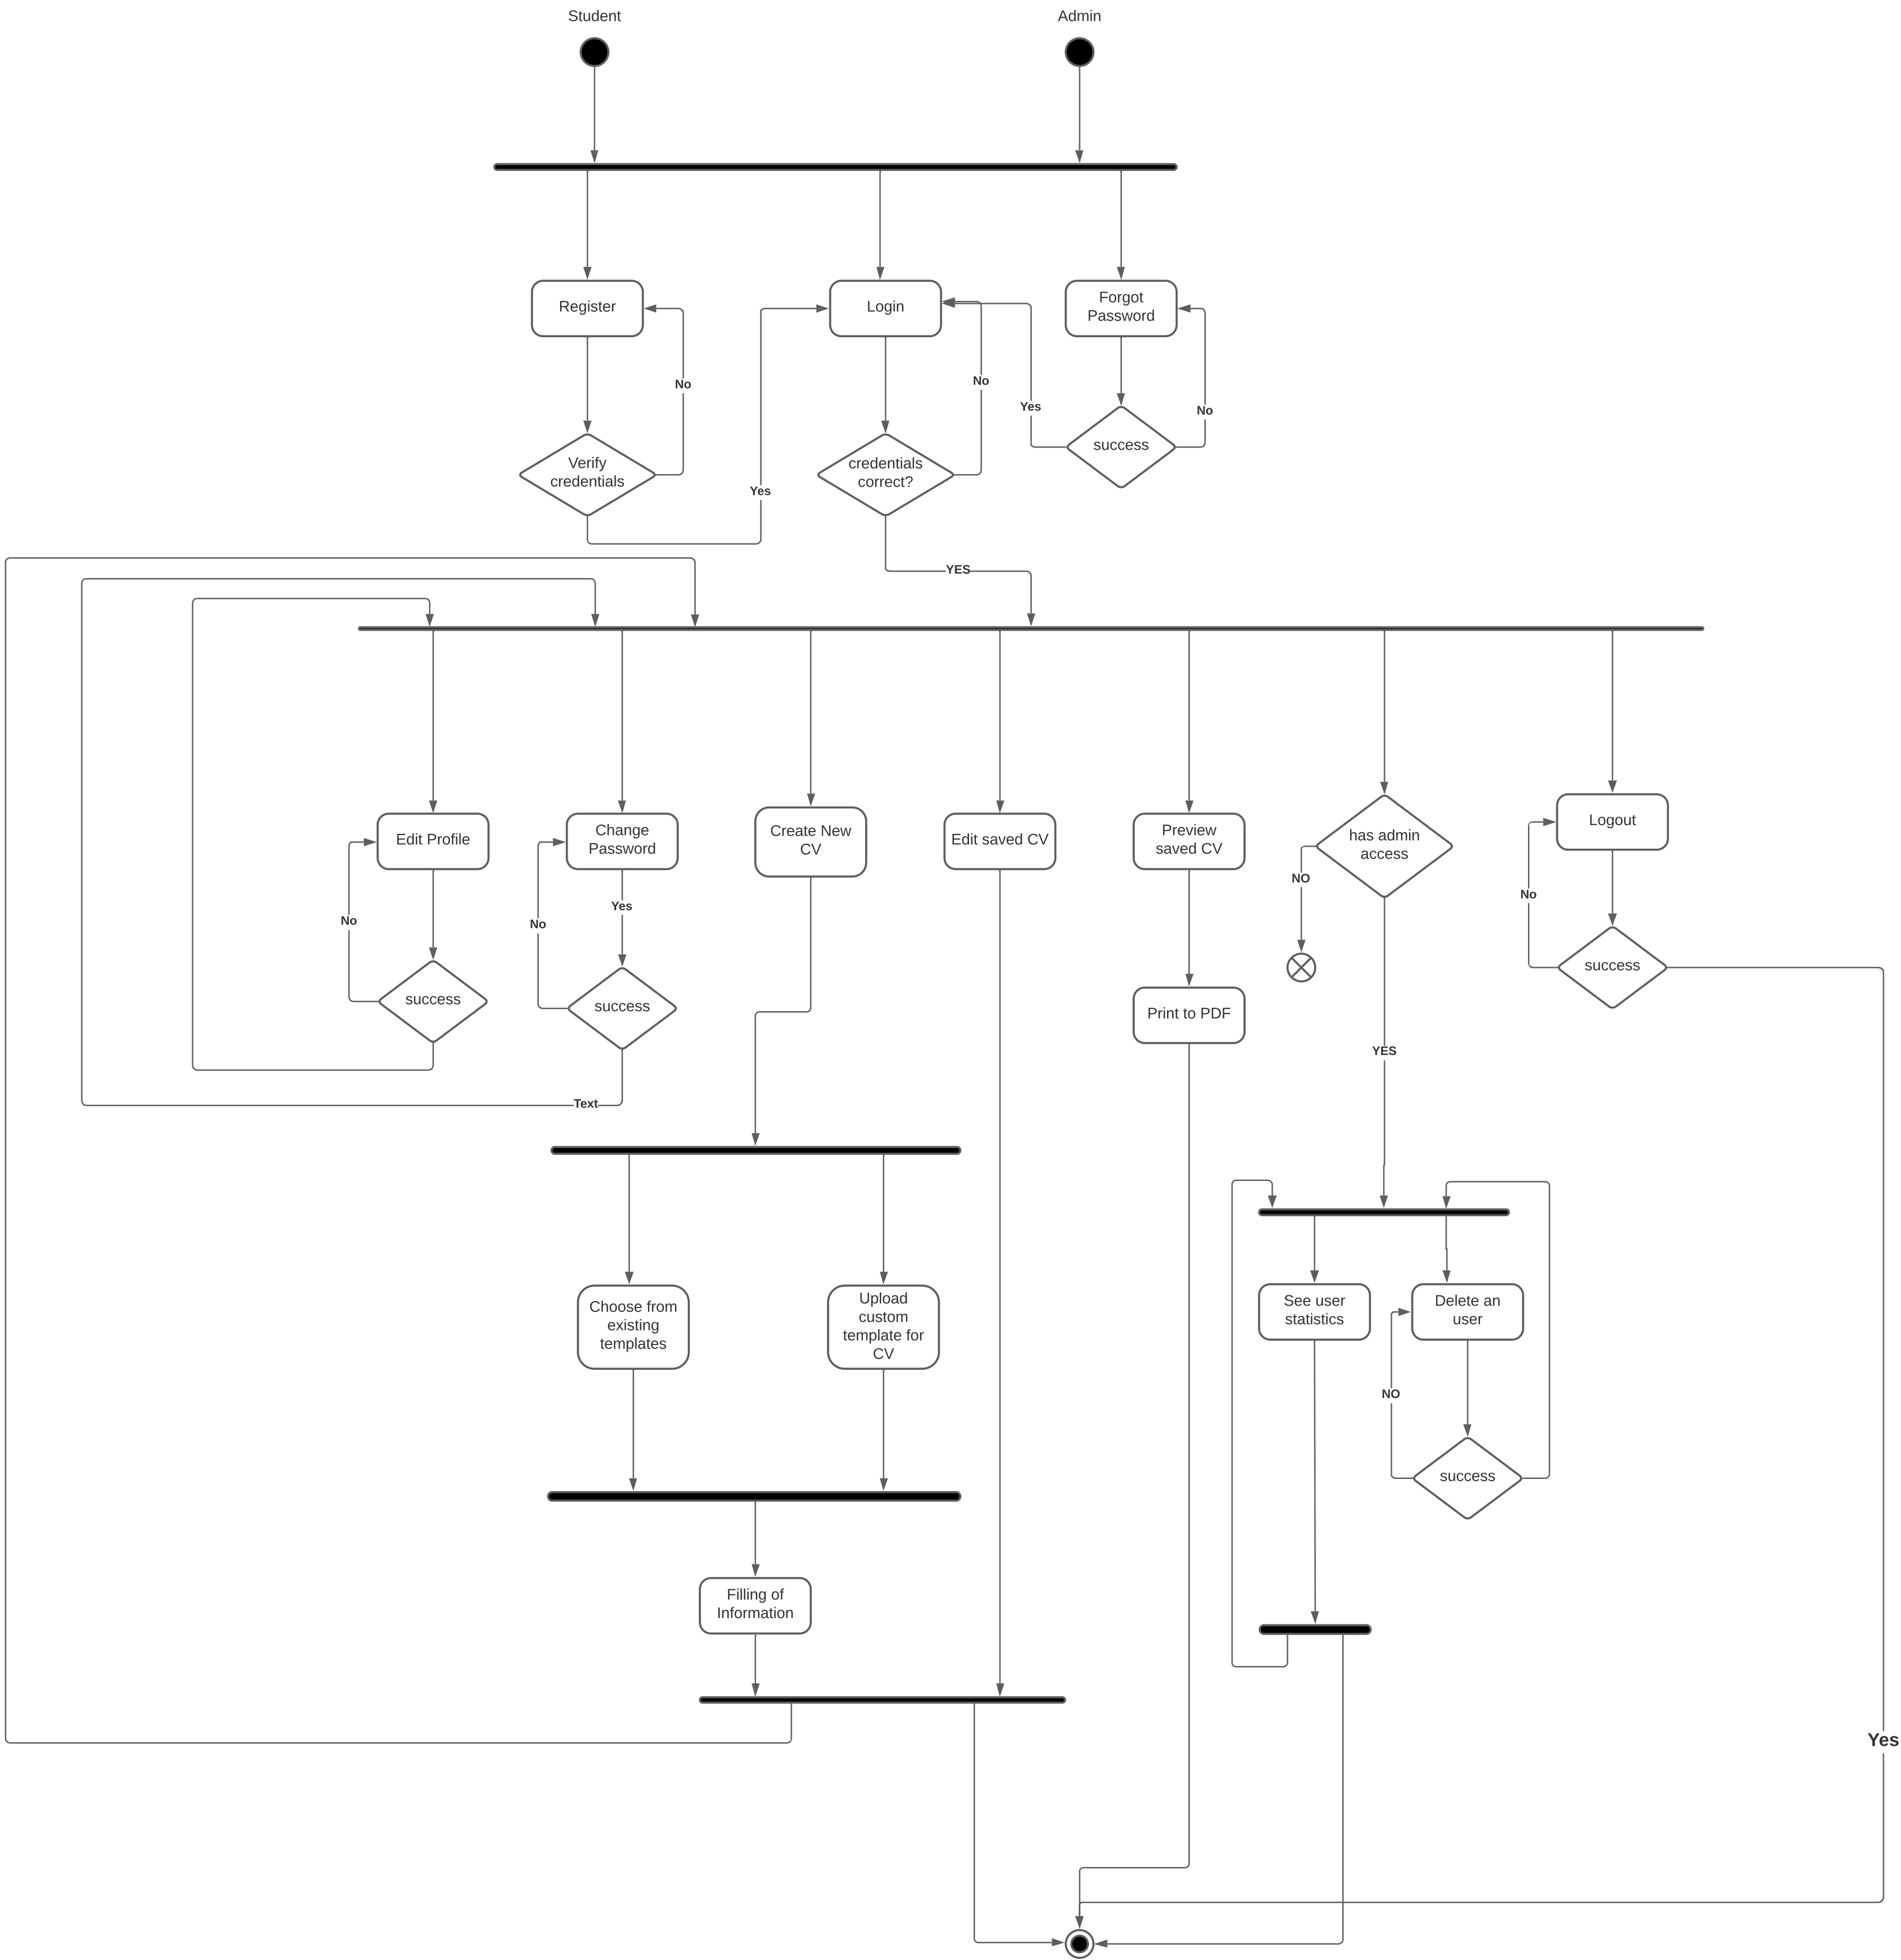 Student
Admin
Register
Login
Forgot
Password
No
No
Yes
No
Verify
credentials
credentials
correct?
success
Yes
YES
Edit Profile
Change
Password
Create New
CV
Edit saved CV
Preview
saved CV
has admin
access
Logout
No
No
Yes
NO
No
success
success
Print to PDF
success
YES
Text
Choose from
existing
templates
Upload
custom
template for
CV
See user
statistics
Delete an
user
NO
success
Filling of
Information
Yes